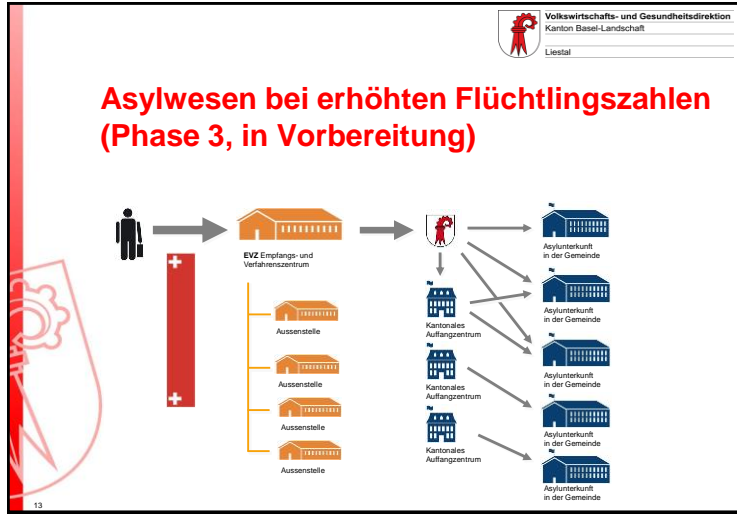 Volkswirtschafts- und Gesundheitsdirektion
Kanton Basel-Landschaft
Liestal
Asylwesen bei erhöhten Flüchtlingszahlen
(Phase 3, in Vorbereitung)
EVZ Empfangs- und
Verfahrenszentrum
Aussenstelle
Aussenstelle
Aussenstelle
Aussenstelle
Kantonales
Auffangzentrum
Kantonales
Auffangzentrum
Kantonales
Auffangzentrum
Asylunterkunft
in der Gemeinde
Asylunterkunft
in der Gemeinde
Asylunterkunft
in der Gemeinde
Asylunterkunft
in der Gemeinde
Asylunterkunft
in der Gemeinde
13